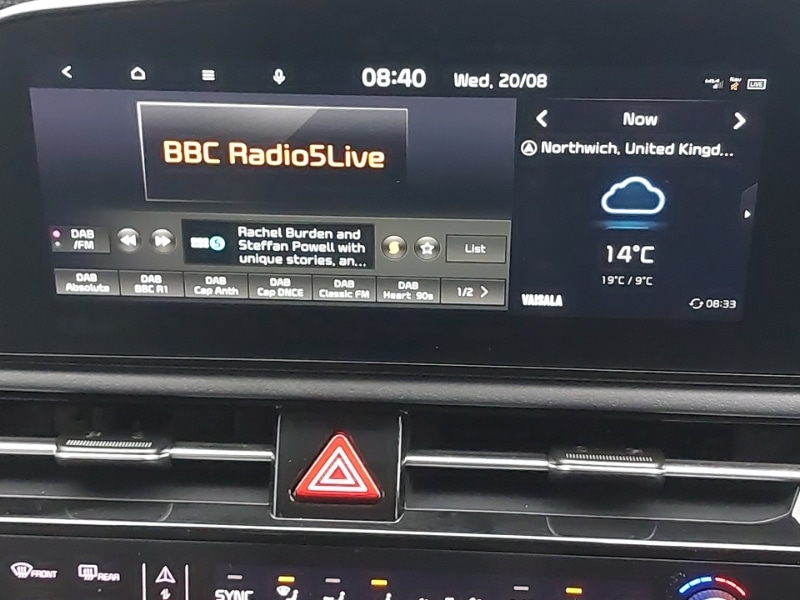 08:40 Wed, 20/08
LIVE
BBC Radio5Live
Now
Northwich, United Kingd...
DAB
/FM
Rachel Burden and
Steffan Powell with
unique stories, an...
List
14°C
19°C / 9°C
DAB
Absolute
DAB
BBC R1
DAB
Cap Anth
DAB
Cap DNCE
DAB
Classic FM
DAB
Heart 90s
1/2
VAISALA
08:33
FRONT
REAR
SYNC